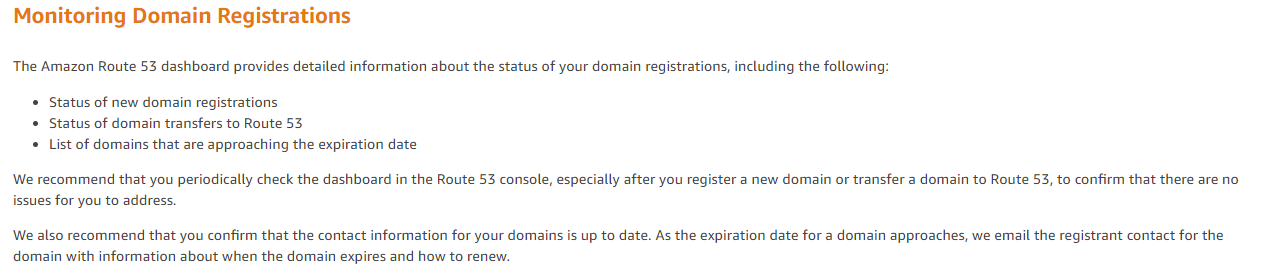 Monitoring Domain Registrations
The Amazon Route 53 dashboard provides detailed information about the status of your domain registrations, including the following:
• Status of new domain registrations
• Status of domain transfers to Route 53
• List of domains that are approaching the expiration date
We recommend that you periodically check the dashboard in the Route 53 console, especially after you register a new domain or transfer a domain to Route 53, to confirm that there are no
issues for you to address.
We also recommend that you confirm that the contact information for your domains is up to date. As the expiration date for a domain approaches, we email the registrant contact for the
domain with information about when the domain expires and how to renew.